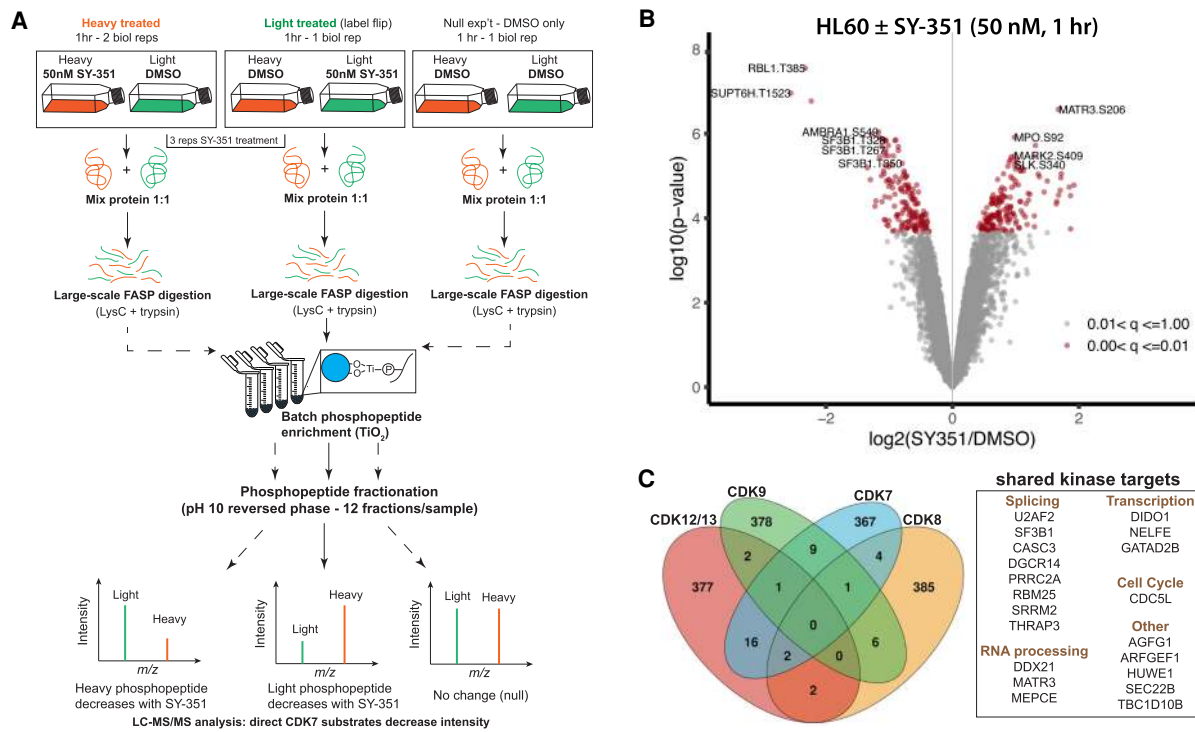 A
Heavy treated
1hr - 2 biol reps
Light treated (label flip)
1hr - 1 biol rep
Null exp't - DMSO only
1 hr - 1 biol rep
Heavy
50nM SY-351
Light
DMSO
Heavy
DMSO
Light
50nM SY-351
Heavy
DMSO
Light
DMSO
3 reps SY-351 treatment
+
+
+
Mix protein 1:1
Mix protein 1:1
Mix protein 1:1
Large-scale FASP digestion
(LysC + trypsin)
Large-scale FASP digestion
(LysC + trypsin)
Large-scale FASP digestion
(LysC + trypsin)
O
O
Ti
P
Batch phosphopeptide
enrichment (TiO2)
Phosphopeptide fractionation
(pH 10 reversed phase - 12 fractions/sample)
Intensity
Light
Heavy
m/z
Heavy phosphopeptide
decreases with SY-351
Intensity
Light
Heavy
m/z
Light phosphopeptide
decreases with SY-351
Intensity
Light
Heavy
m/z
No change (null)
LC-MS/MS analysis: direct CDK7 substrates decrease intensity
B
HL60 ± SY-351 (50 nM, 1 hr)
log10(p-value)
8
6
4
2
0
RBL1.T385
SUPT6H.T1523
MATR3.S206
AMBRA1.S549
SF3B1.T328
SF3B1.T267
SF3B1.T350
MPO.S92
MARK2.S409
SLK.S340
0.01< q <=1.00
0.00< q <=0.01
−2
0
2
log2(SY351/DMSO)
C
CDK12/13
CDK9
CDK7
CDK8
378
367
377
385
2
9
4
1
1
0
16
6
2
0
2
shared kinase targets
Splicing
U2AF2
SF3B1
CASC3
DGCR14
PRRC2A
RBM25
SRRM2
THRAP3
RNA processing
DDX21
MATR3
MEPCE
Transcription
DIDO1
NELFE
GATAD2B
Cell Cycle
CDC5L
Other
AGFG1
ARFGEF1
HUWE1
SEC22B
TBC1D10B